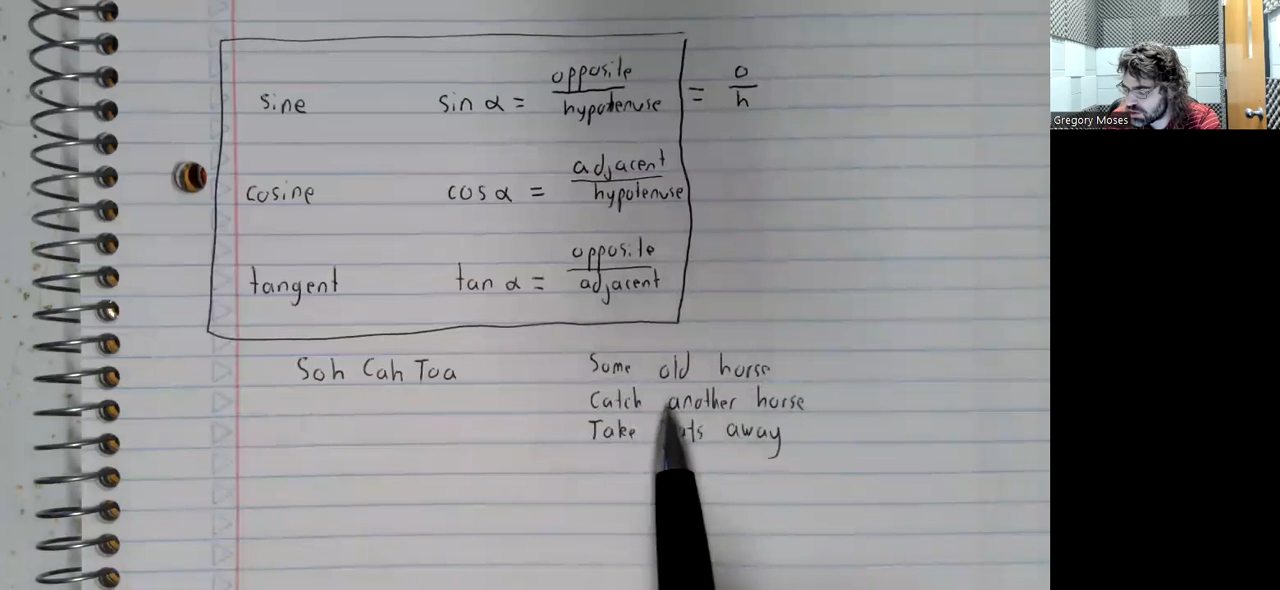 sine sin α = opposite/hypotenuse = o/h
cosine cos α = adjacent/hypotenuse
tangent tan α = opposite/adjacent
Soh Cah Toa
Some old horse
Catch another horse
Take away
Gregory Moses